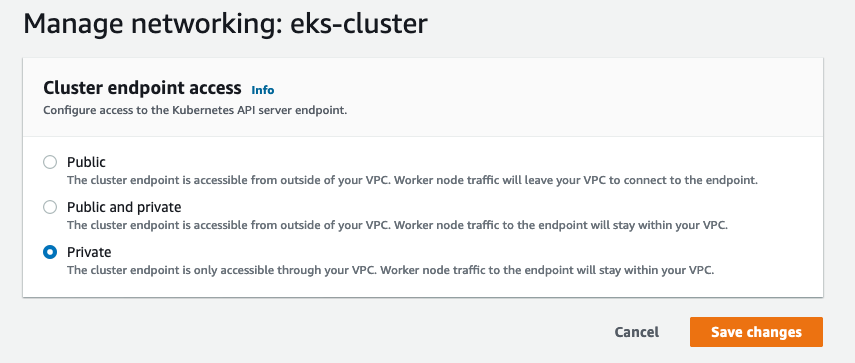 Manage networking: eks-cluster
Cluster endpoint access Info
Configure access to the Kubernetes API server endpoint.
Public
The cluster endpoint is accessible from outside of your VPC. Worker node traffic will leave your VPC to connect to the endpoint.
Public and private
The cluster endpoint is accessible from outside of your VPC. Worker node traffic to the endpoint will stay within your VPC.
Private
The cluster endpoint is only accessible through your VPC. Worker node traffic to the endpoint will stay within your VPC.
Cancel Save changes